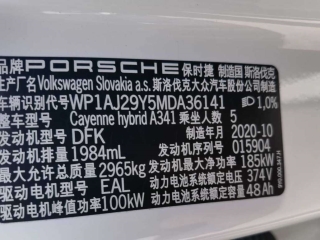 品牌 PORSCHE 保时捷 制造国 斯洛伐克
生产厂名 Volkswagen Slovakia a.s. 斯洛伐克大众汽车股份公司
车辆识别代号 WP1AJ29Y5MDA36141 1,0%
整车型号 Cayenne hybrid A341 乘坐人数 5
发动机型号 DFK 制造年月 2020-10
发动机排量 1984mL 发动机号 015904
最大允许总质量 2965kg 发动机最大净功率 185kW
驱动电机型号 EAL 动力电池系统额定电压 374V
驱动电机峰值功率 100kW 动力电池系统额定容量 48Ah